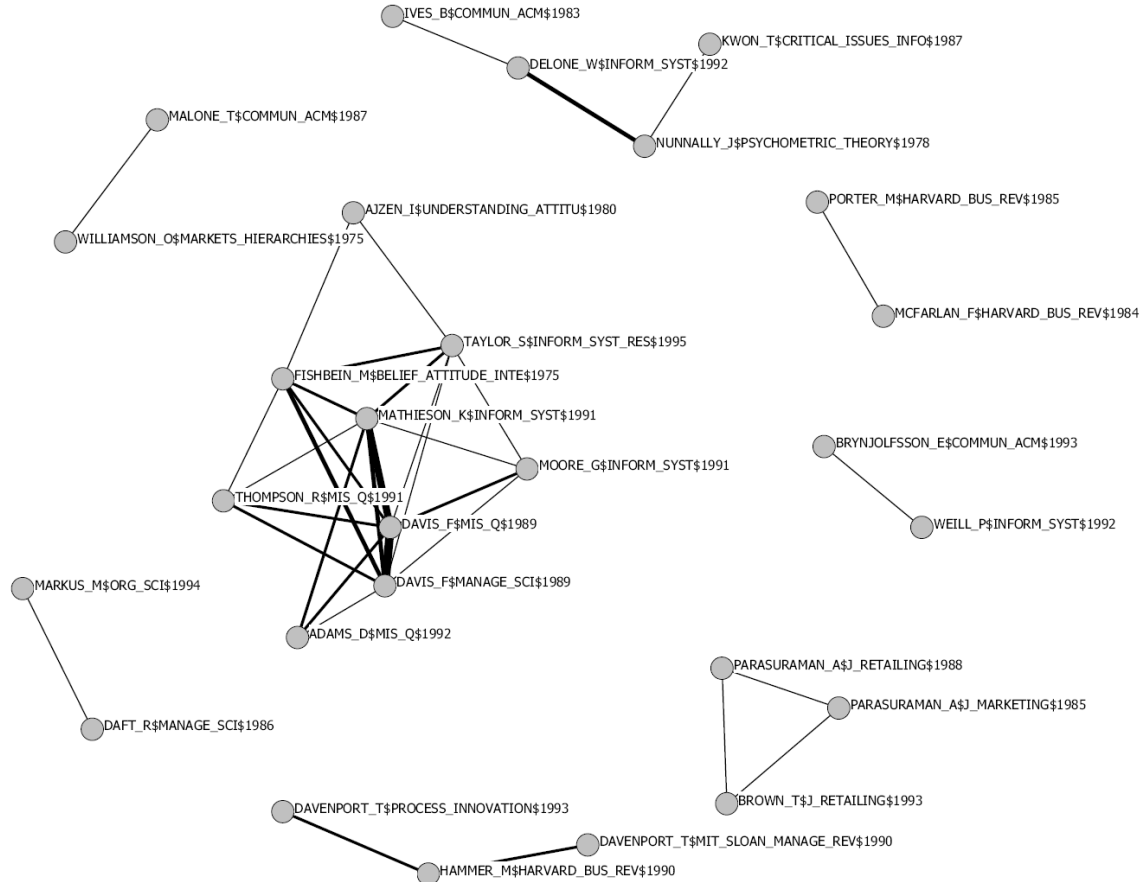 IVES_B$COMMUN_ACM$1983
KWON_T$CRITICAL_ISSUES_INFO$1987
DELONE_W$INFORM_SYST$1992
MALONE_T$COMMUN_ACM$1987
NUNNALLY_J$PSYCHOMETRIC_THEORY$1978
PORTER_M$HARVARD_BUS_REV$1985
AJZEN_I$UNDERSTANDING_ATTITU$1980
WILLIAMSON_O$MARKETS_HIERARCHIES$1975
MCFARLAN_F$HARVARD_BUS_REV$1984
TAYLOR_S$INFORM_SYST_RES$1995
FISHBEIN_M$BELIEF_ATTITUDE_INTE$1975
MATHIESON_K$INFORM_SYST$1991
BRYNJOLFSSON_E$COMMUN_ACM$1993
MOORE_G$INFORM_SYST$1991
THOMPSON_R$MIS_Q$1991
DAVIS_F$MIS_Q$1989
WEILL_P$INFORM_SYST$1992
DAVIS_F$MANAGE_SCI$1989
MARKUS_M$ORG_SCI$1994
ADAMS_D$MIS_Q$1992
PARASURAMAN_A$J_RETAILING$1988
PARASURAMAN_A$J_MARKETING$1985
DAFT_R$MANAGE_SCI$1986
BROWN_T$J_RETAILING$1993
DAVENPORT_T$PROCESS_INNOVATION$1993
DAVENPORT_T$MIT_SLOAN_MANAGE_REV$1990
HAMMER_M$HARVARD_BUS_REV$1990